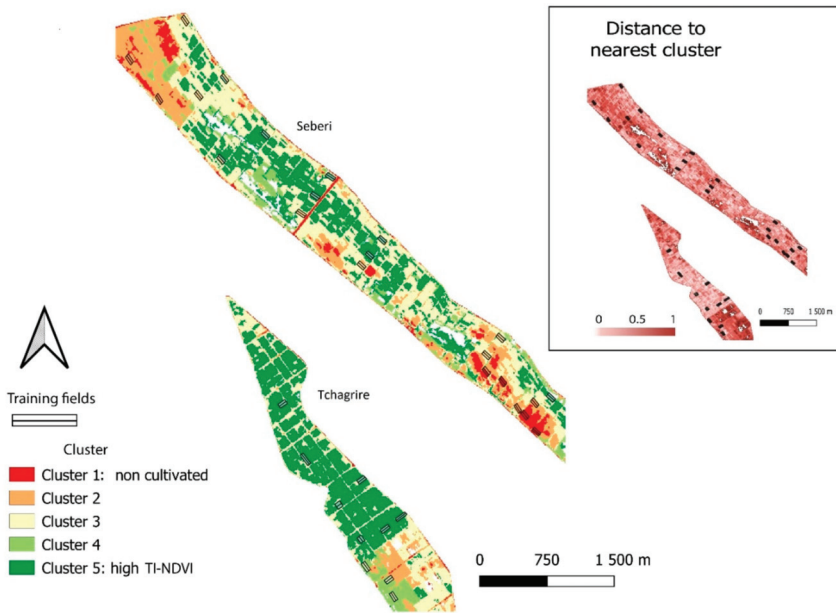 Seberi
Tchagrire
Training fields
Cluster
Cluster 1: non cultivated
Cluster 2
Cluster 3
Cluster 4
Cluster 5: high TI-NDVI
0 750 1 500 m
Distance to
nearest cluster
0 0.5 1
0 750 1 500 m